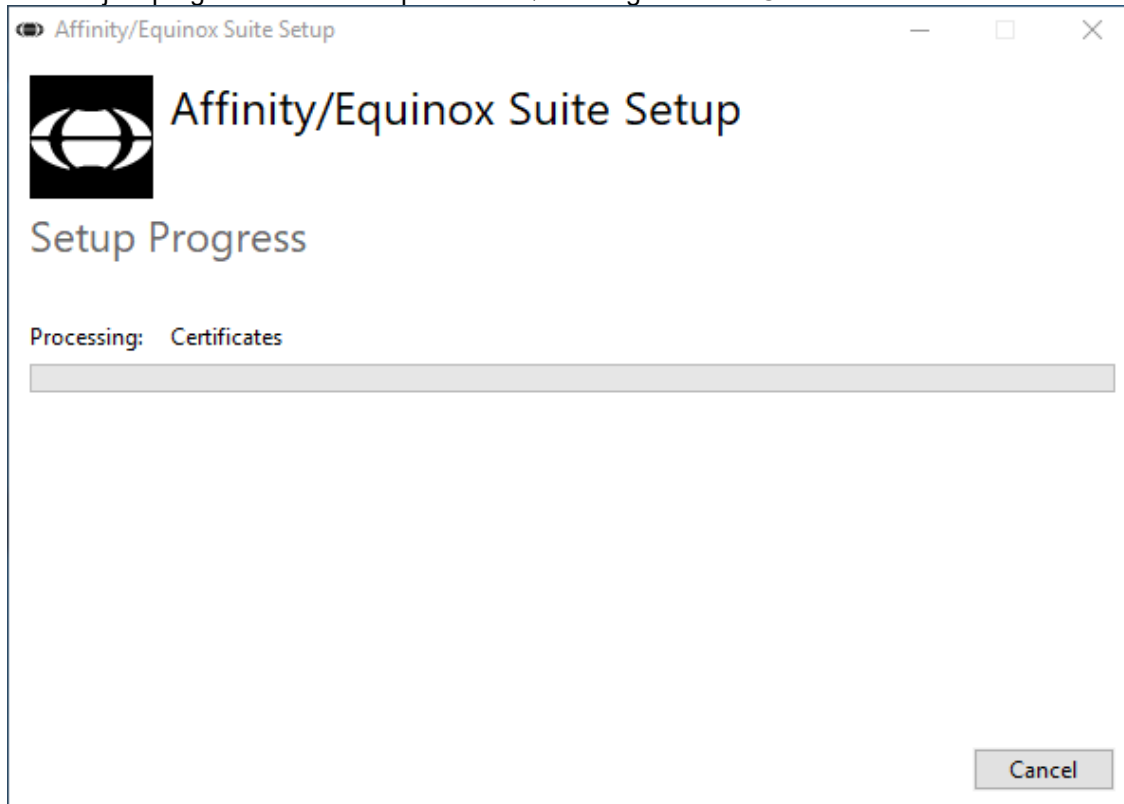 Affinity/Equinox Suite Setup
Affinity/Equinox Suite Setup
Setup Progress
Processing: Certificates
Cancel